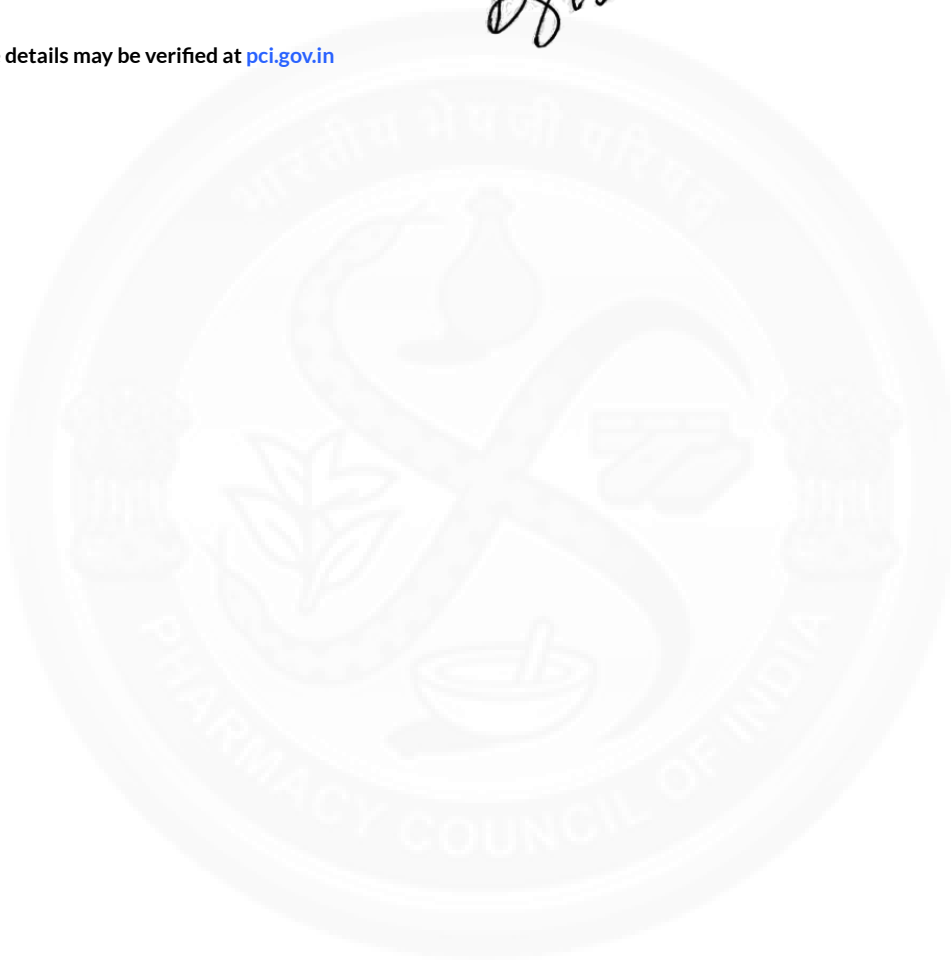 details may be verified at pci.gov.in
भारतीय भेषजी परिषद
PHARMACY COUNCIL OF INDIA